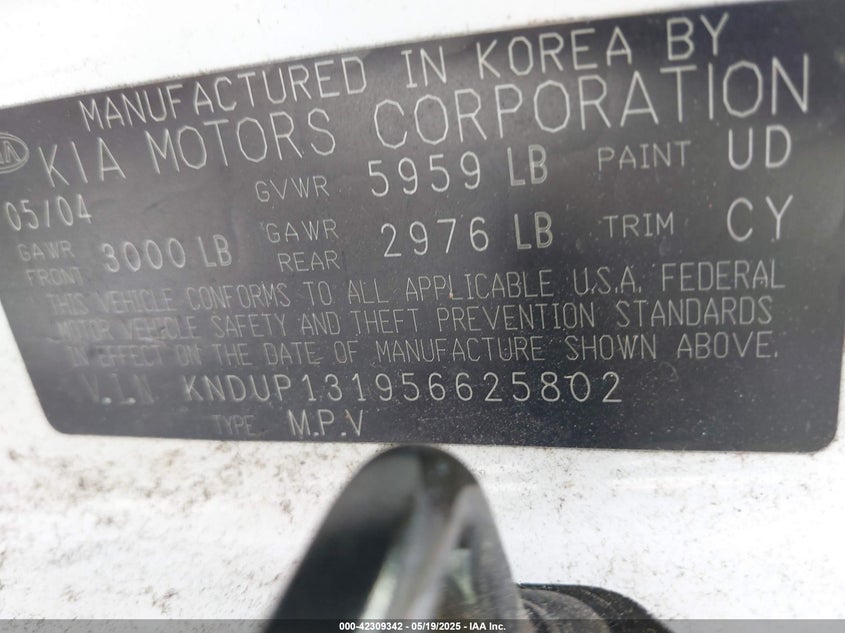 MANUFACTURED IN KOREA BY
KIA
KIA MOTORS CORPORATION
05/04 GVWR 5959 LB PAINT UD
GAWR FRONT 3000 LB GAWR REAR 2976 LB TRIM CY
THIS VEHICLE CONFORMS TO ALL APPLICABLE U.S.A. FEDERAL
MOTOR VEHICLE SAFETY AND THEFT PREVENTION STANDARDS
IN EFFECT ON THE DATE OF MANUFACTURE SHOWN ABOVE.
V.I.N KNDUP131956625802
TYPE M.P.V
000-42309342 - 05/19/2025 - IAA Inc.